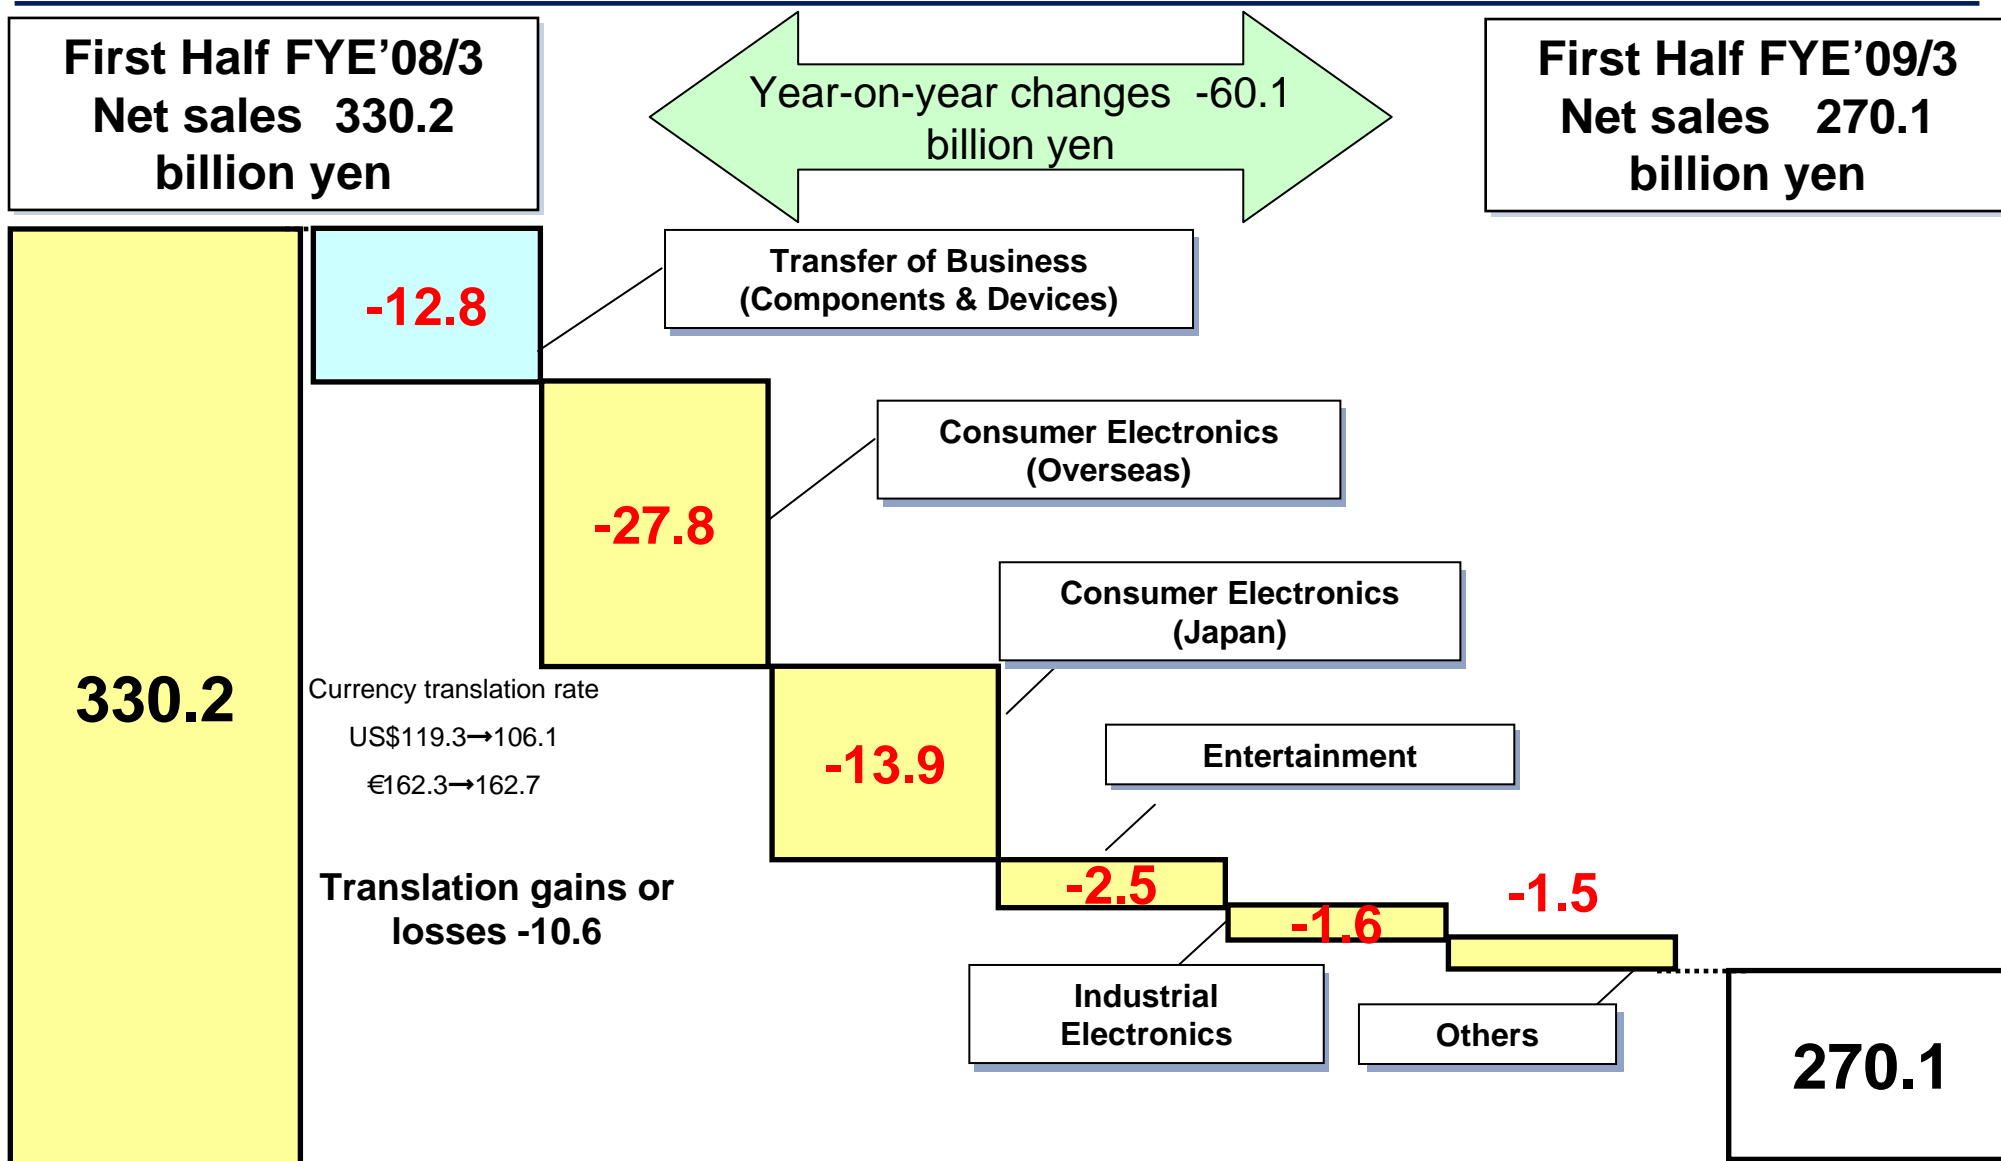 First Half FYE’08/3
Net sales 330.2
billion yen
Year-on-year changes -60.1
billion yen
First Half FYE’09/3
Net sales 270.1
billion yen
-12.8
Transfer of Business
(Components & Devices)
-27.8
Consumer Electronics
(Overseas)
Consumer Electronics
(Japan)
330.2
Currency translation rate
US$119.3→106.1
€162.3→162.7
-13.9
Entertainment
Translation gains or
losses -10.6
-2.5
-1.6
-1.5
Industrial
Electronics
Others
270.1